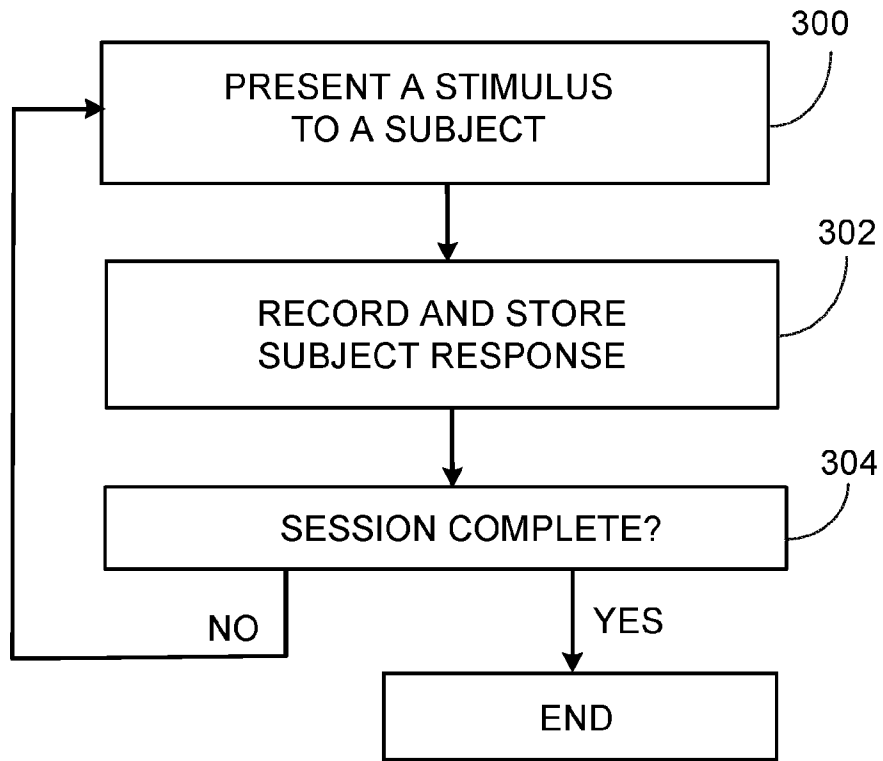 300
PRESENT A STIMULUS
TO A SUBJECT
302
RECORD AND STORE
SUBJECT RESPONSE
304
SESSION COMPLETE?
NO
YES
END